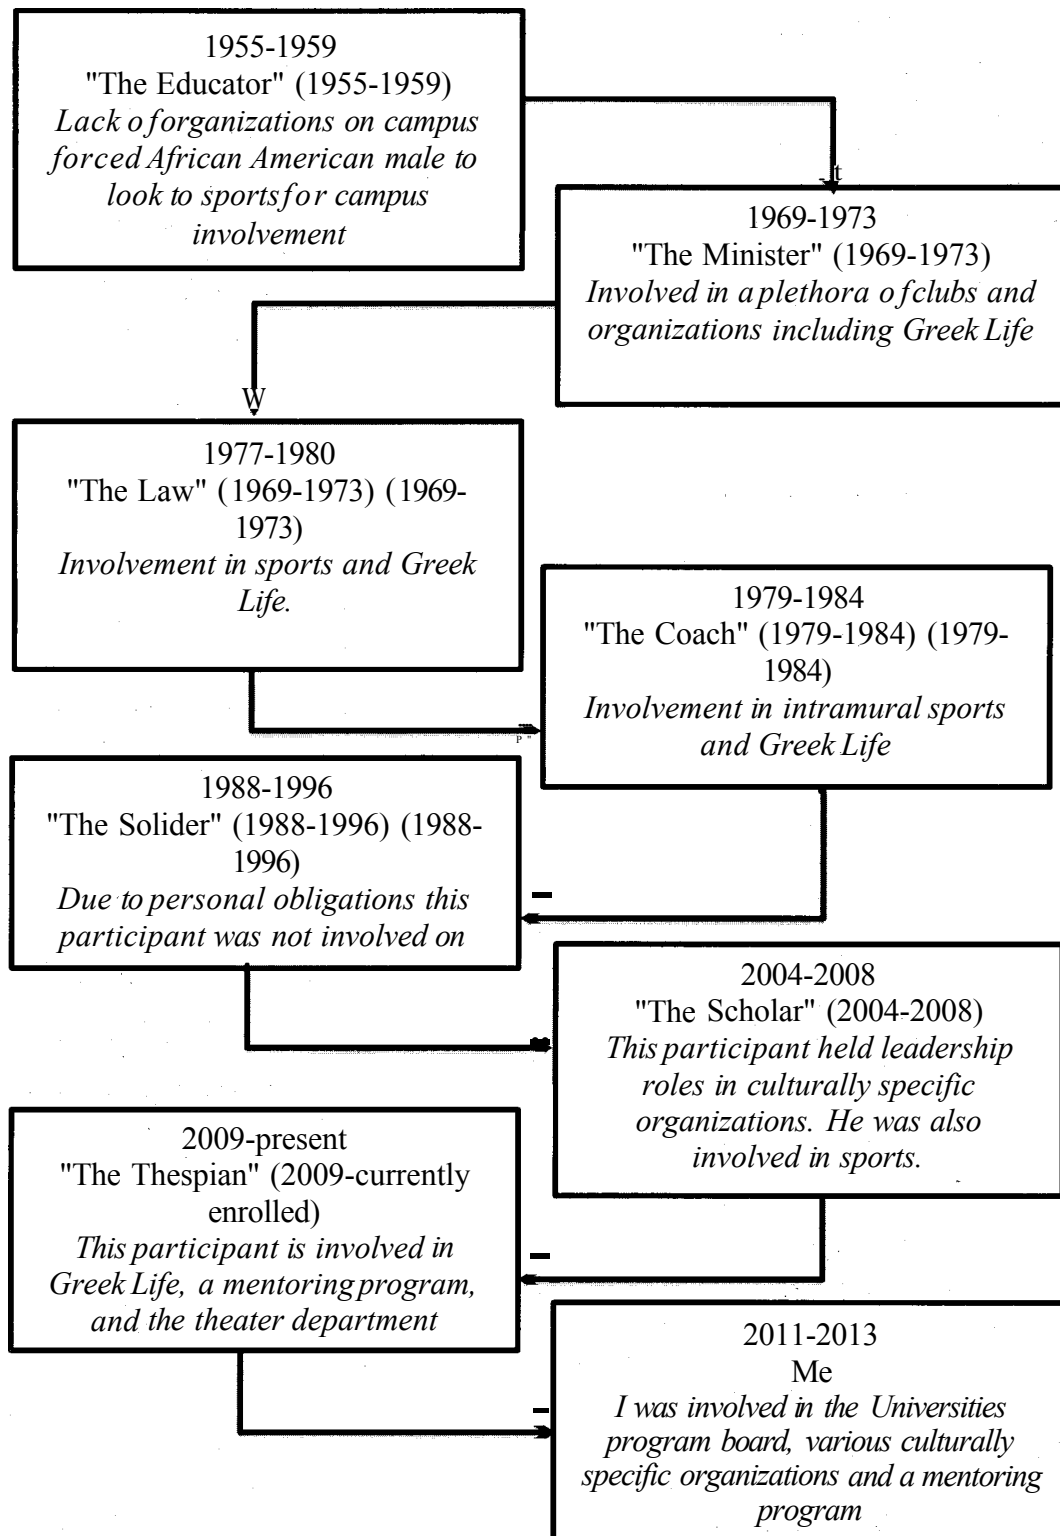 1955-1959
"The Educator" (1955-1959)
Lack of organizations on campus
forced African American male to
look to sports for campus
involvement
1969-1973
"The Minister" (1969-1973)
Involved in a plethora of clubs and
organizations including Greek Life
W
1977-1980
"The Law" (1969-1973) (1969-
1973)
Involvement in sports and Greek
Life.
1979-1984
"The Coach" (1979-1984) (1979-
1984)
Involvement in intramural sports
and Greek Life
1988-1996
"The Solider" (1988-1996) (1988-
1996)
Due to personal obligations this
participant was not involved on
2004-2008
"The Scholar" (2004-2008)
This participant held leadership
roles in culturally specific
organizations. He was also
involved in sports.
2009-present
"The Thespian" (2009-currently
enrolled)
This participant is involved in
Greek Life, a mentoring program,
and the theater department
2011-2013
Me
I was involved in the Universities
program board, various culturally
specific organizations and a mentoring
program